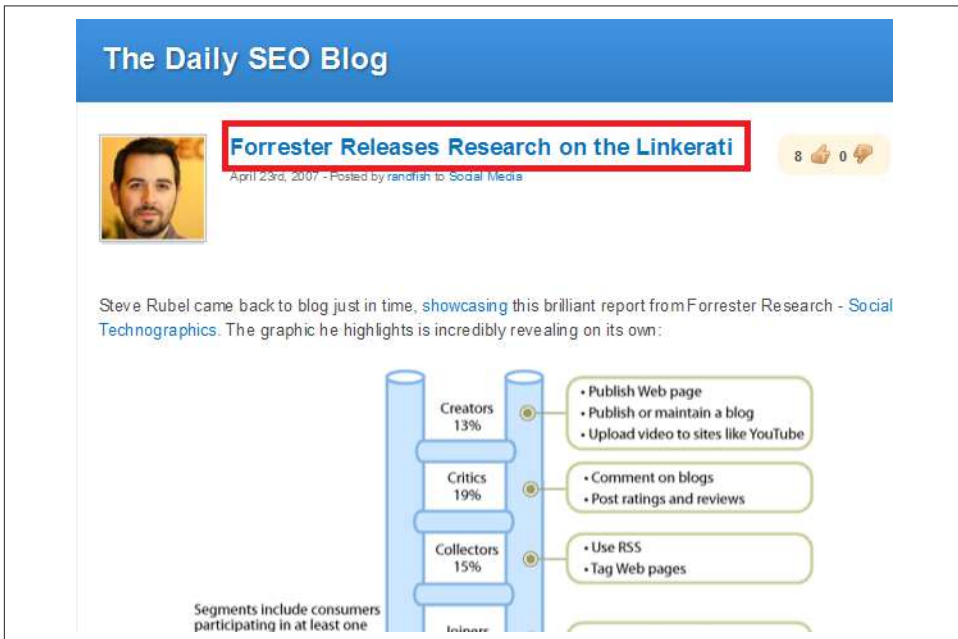 The Daily SEO Blog
Forrester Releases Research on the Linkerati
8 0
April 23rd, 2007 - Posted by randfish to Social Media
Steve Rubel came back to blog just in time, showcasing this brilliant report from Forrester Research - Social
Technographics. The graphic he highlights is incredibly revealing on its own:
Creators
13%
• Publish Web page
• Publish or maintain a blog
• Upload video to sites like YouTube
Critics
19%
• Comment on blogs
• Post ratings and reviews
Collectors
15%
• Use RSS
• Tag Web pages
Segments include consumers
participating in at least one
Joiners